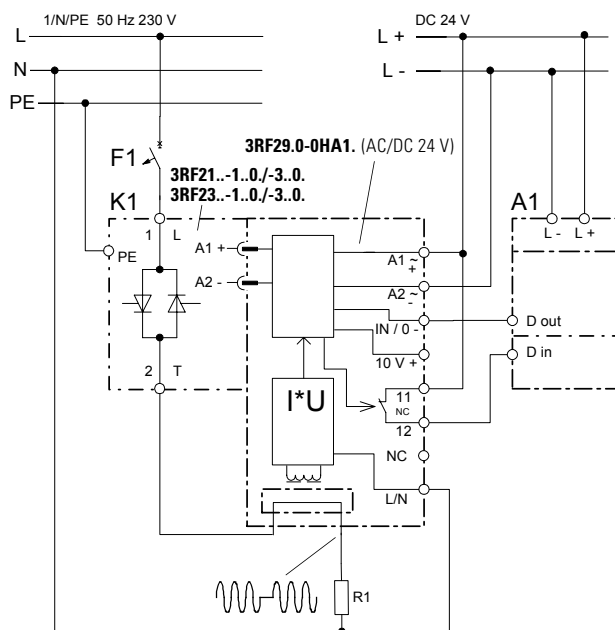 1/N/PE 50 Hz 230 V
DC 24 V
L
L +
N
L -
PE
3RF29.0-0HA1. (AC/DC 24 V)
F1
3RF21..-1..0./-3..0.
3RF23..-1..0./-3..0.
K1
A1
1 L
L - L +
PE
A1 +
A1 ~
+
A2 -
A2 ~
-
IN / 0 -
D out
10 V +
D in
2 T
11
NC
12
I*U
NC
L/N
R1